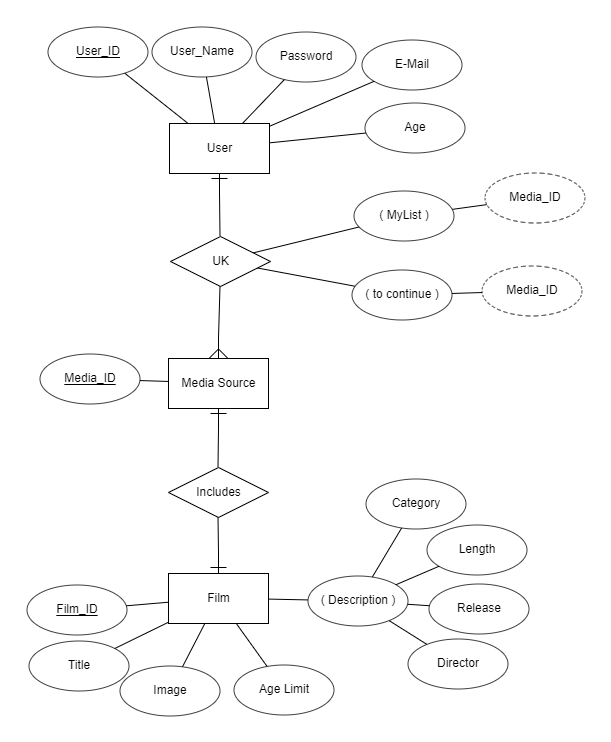 User_ID
User_Name
Password
E-Mail
Age
User
Media_ID
( MyList )
UK
Media_ID
( to continue )
Media_ID
Media Source
Includes
Category
Length
Film
( Description )
Film_ID
Release
Title
Director
Image
Age Limit